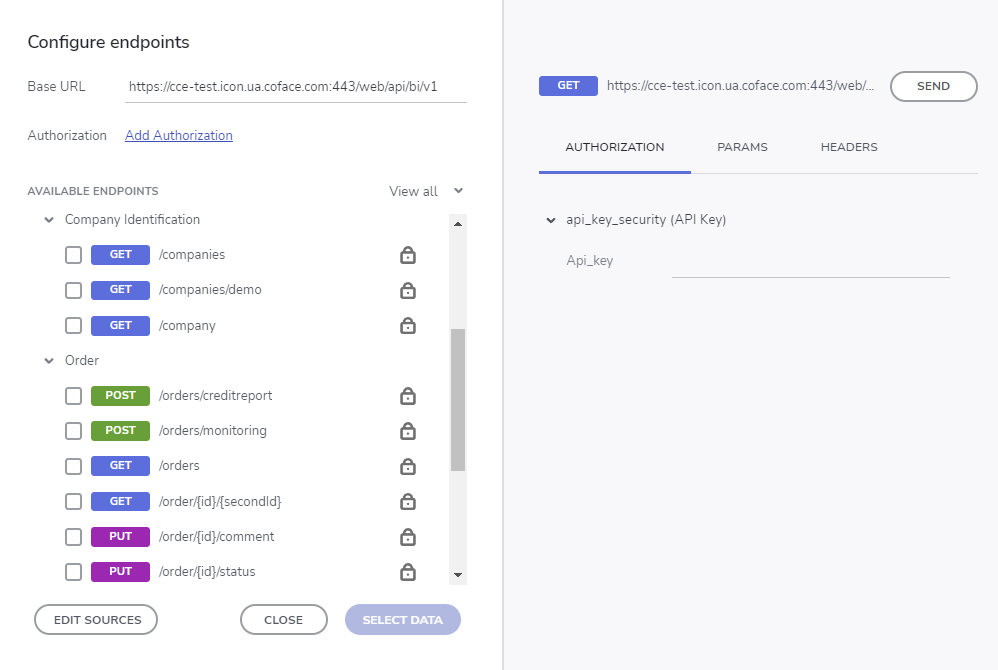 Configure endpoints
Base URL https://cce-test.icon.ua.coface.com:443/web/api/bi/v1
Authorization Add Authorization
AVAILABLE ENDPOINTS View all
Company Identification
GET /companies
GET /companies/demo
GET /company
Order
POST /orders/creditreport
POST /orders/monitoring
GET /orders
GET /order/{id}/{secondId}
PUT /order/{id}/comment
PUT /order/{id}/status
EDIT SOURCES CLOSE SELECT DATA
GET https://cce-test.icon.ua.coface.com:443/web/... SEND
AUTHORIZATION PARAMS HEADERS
api_key_security (API Key)
Api_key